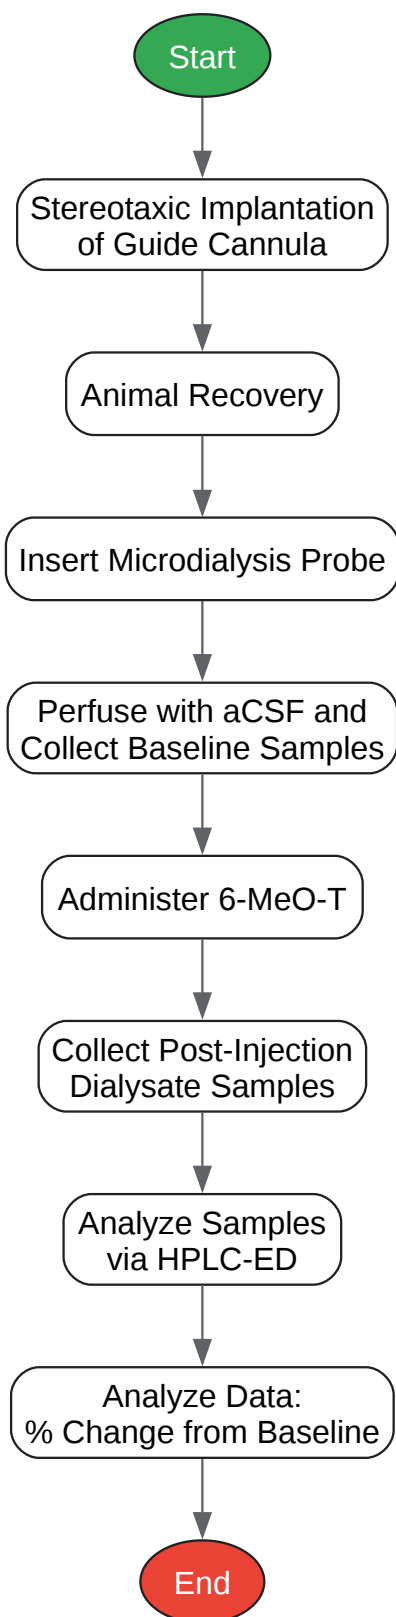 Start
Stereotaxic Implantation
of Guide Cannula
Animal Recovery
Insert Microdialysis Probe
Perfuse with aCSF and
Collect Baseline Samples
Administer 6-MeO-T
Collect Post-Injection
Dialysate Samples
Analyze Samples
via HPLC-ED
Analyze Data:
% Change from Baseline
End